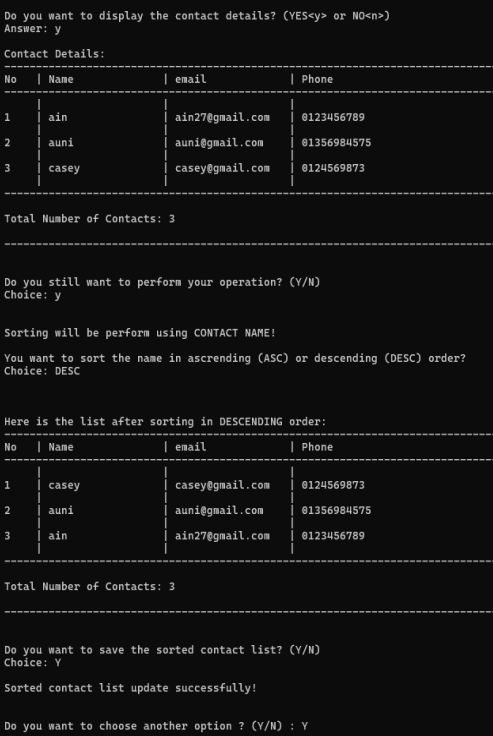 Do you want to display the contact details? (YES<y> or NO<n>)
Answer: y
Contact Details:
No | Name | email | Phone
1 | ain | ain27@gmail.com | 0123456789
2 | auni | auni@gmail.com | 01356984575
3 | casey | casey@gmail.com | 0124569873
Total Number of Contacts: 3
Do you still want to perform your operation? (Y/N)
Choice: y
Sorting will be perform using CONTACT NAME!
You want to sort the name in ascrending (ASC) or descending (DESC) order?
Choice: DESC
Here is the list after sorting in DESCENDING order:
No | Name | email | Phone
1 | casey | casey@gmail.com | 0124569873
2 | auni | auni@gmail.com | 01356984575
3 | ain | ain27@gmail.com | 0123456789
Total Number of Contacts: 3
Do you want to save the sorted contact list? (Y/N)
Choice: Y
Sorted contact list update successfully!
Do you want to choose another option ? (Y/N) : Y